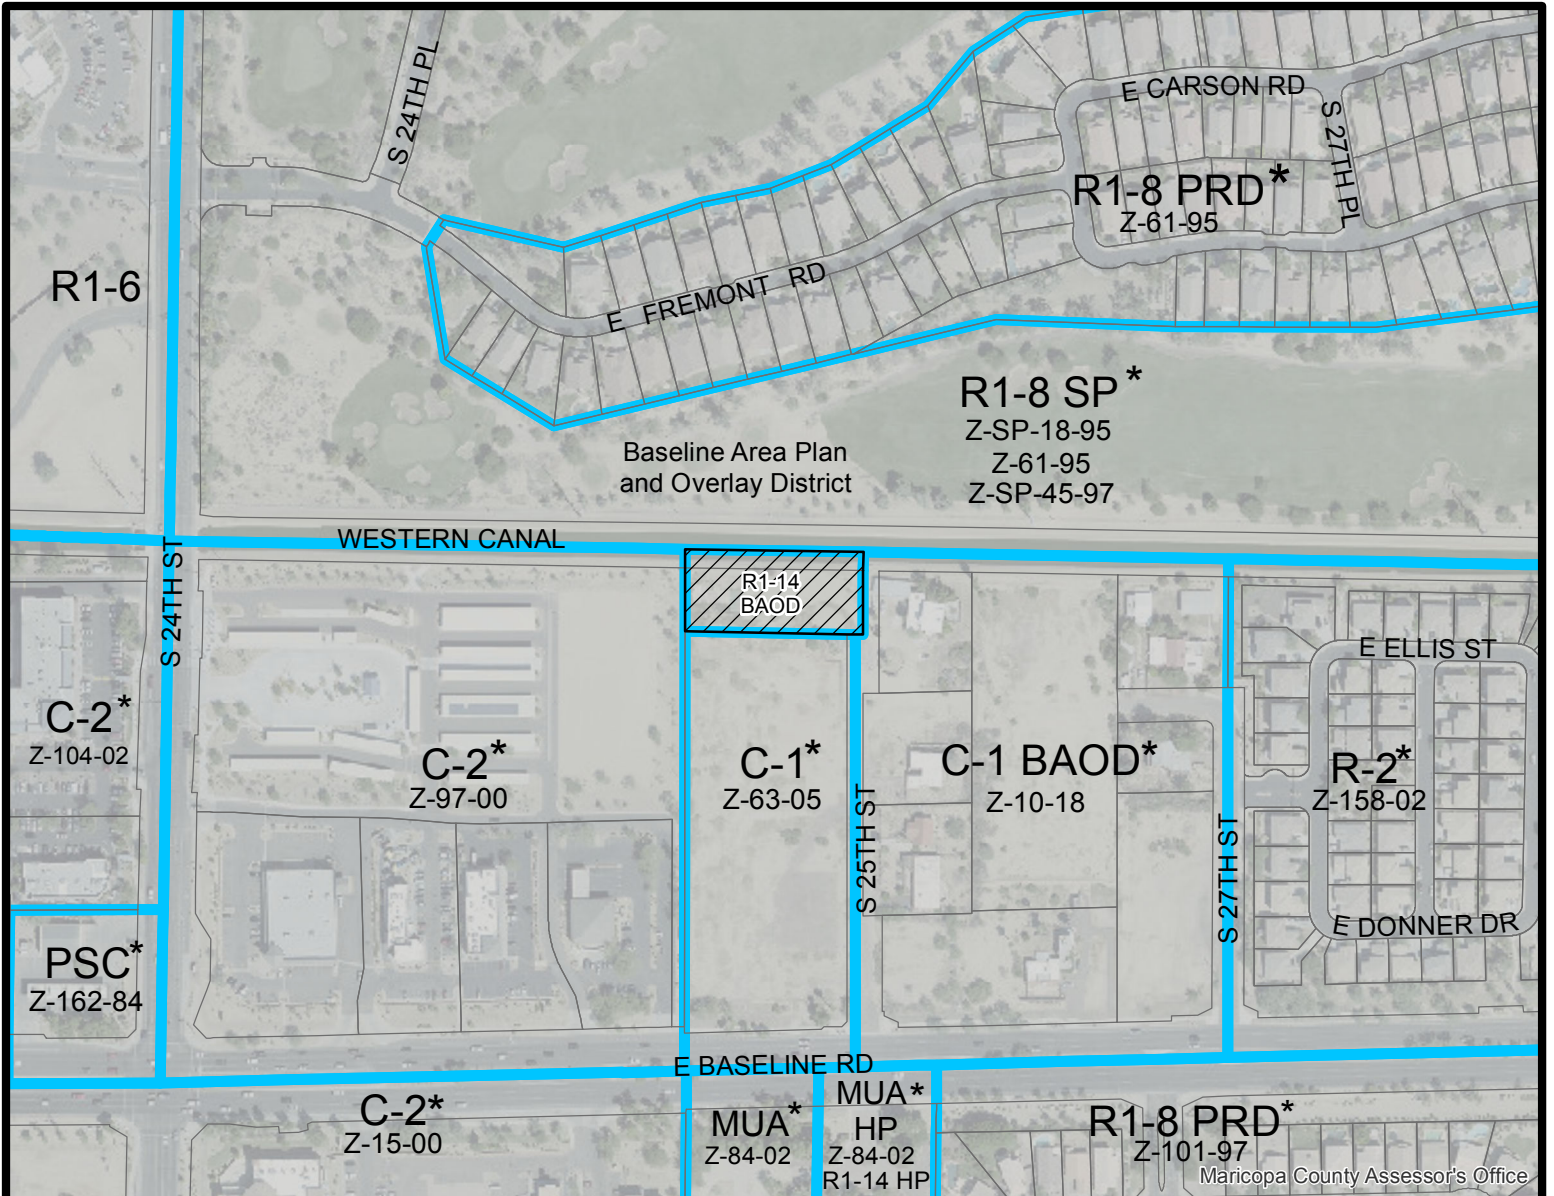 S 24TH PL
E CARSON RD
S 27TH PL
R1-8 PRD*
Z-61-95
R1-6
E FREMONT RD
R1-8 SP*
Z-SP-18-95
Z-61-95
Z-SP-45-97
Baseline Area Plan
and Overlay District
WESTERN CANAL
S 24TH ST
R1-14
BAOD
E ELLIS ST
C-2*
Z-104-02
C-2*
Z-97-00
C-1*
Z-63-05
S 25TH ST
C-1 BAOD*
Z-10-18
S 27TH ST
R-2*
Z-158-02
E DONNER DR
PSC*
Z-162-84
E BASELINE RD
C-2*
Z-15-00
MUA*
Z-84-02
MUA*
HP
Z-84-02
R1-14 HP
R1-8 PRD*
Z-101-97
Maricopa County Assessor's Office